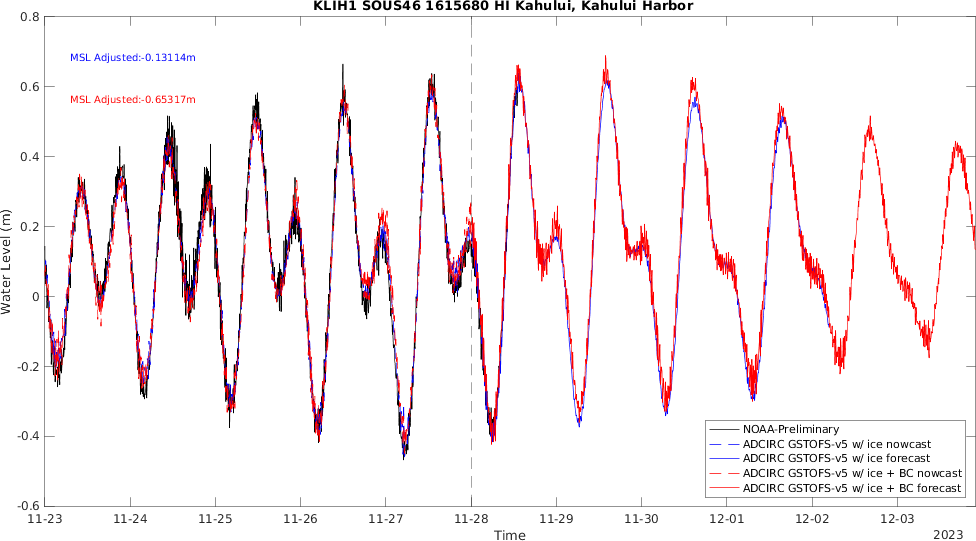 KLIH1 SOUS46 1615680 HI Kahului, Kahului Harbor
0.8
MSL Adjusted:-0.13114m
0.6
MSL Adjusted:-0.65317m
0.4
0.2
Water Level (m)
0
-0.2
-0.4
NOAA-Preliminary
ADCIRC GSTOFS-v5 w/ ice nowcast
ADCIRC GSTOFS-v5 w/ ice forecast
ADCIRC GSTOFS-v5 w/ ice + BC nowcast
ADCIRC GSTOFS-v5 w/ ice + BC forecast
-0.6
11-23 11-24 11-25 11-26 11-27 11-28 11-29 11-30 12-01 12-02 12-03
Time
2023